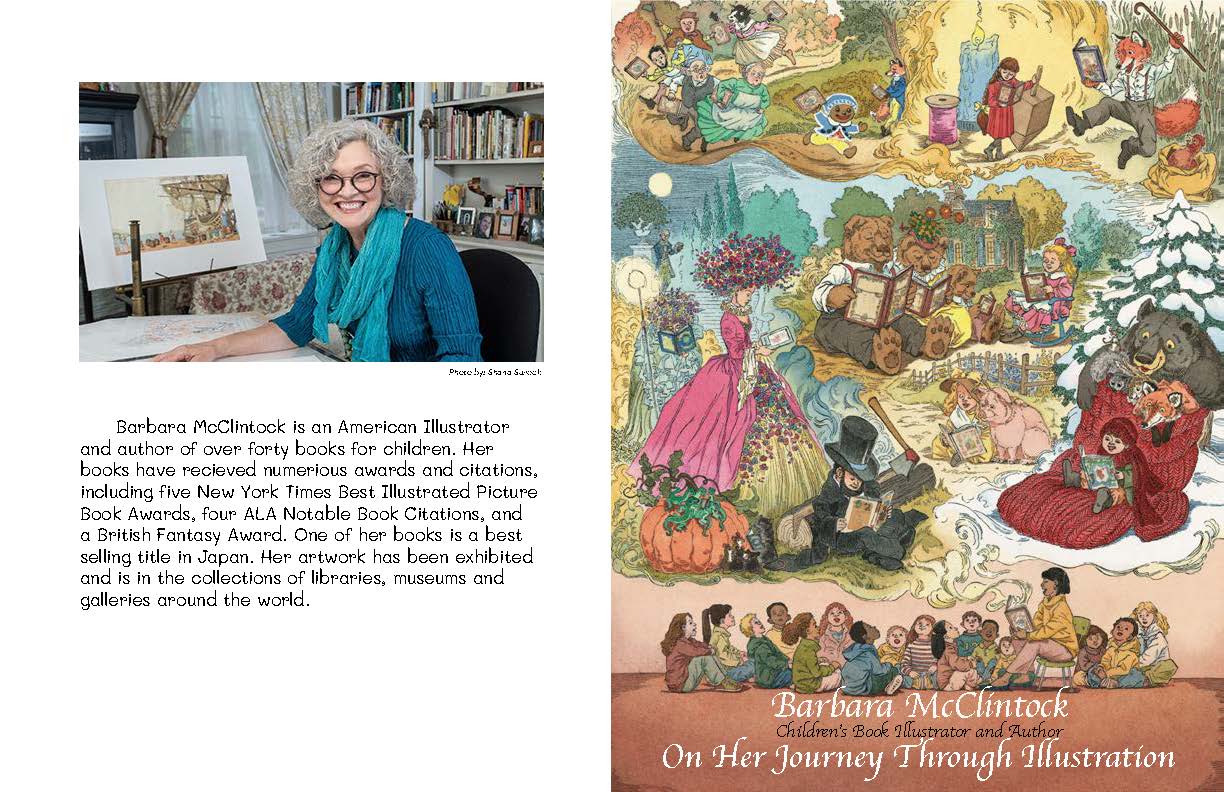 Photo by: Shana Sureck
Barbara McClintock is an American Illustrator
and author of over forty books for children. Her
books have recieved numerious awards and citations,
including five New York Times Best Illustrated Picture
Book Awards, four ALA Notable Book Citations, and
a British Fantasy Award. One of her books is a best
selling title in Japan. Her artwork has been exhibited
and is in the collections of libraries, museums and
galleries around the world.
Barbara McClintock
Children's Book Illustrator and Author
On Her Journey Through Illustration